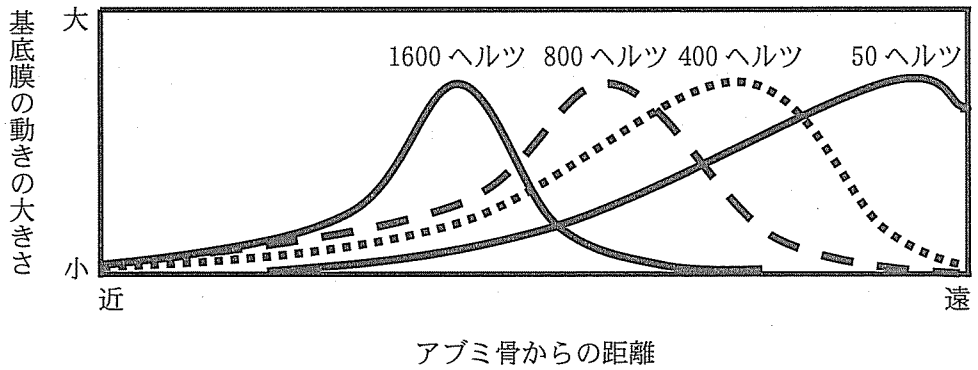 基底膜の動きの大きさ
大
1600 ヘルツ 800 ヘルツ 400 ヘルツ 50 ヘルツ
小
近 遠
アブミ骨からの距離